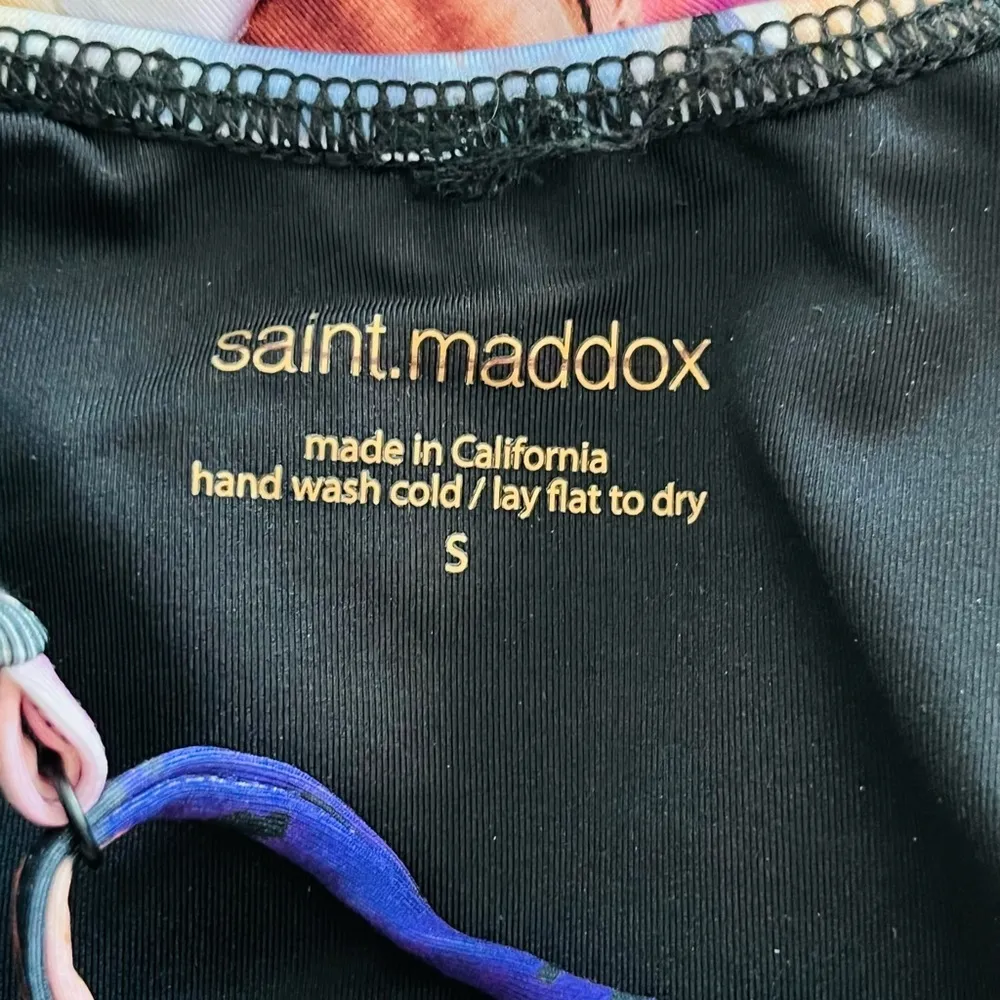 saint.maddox
made in California
hand wash cold / lay flat to dry
S